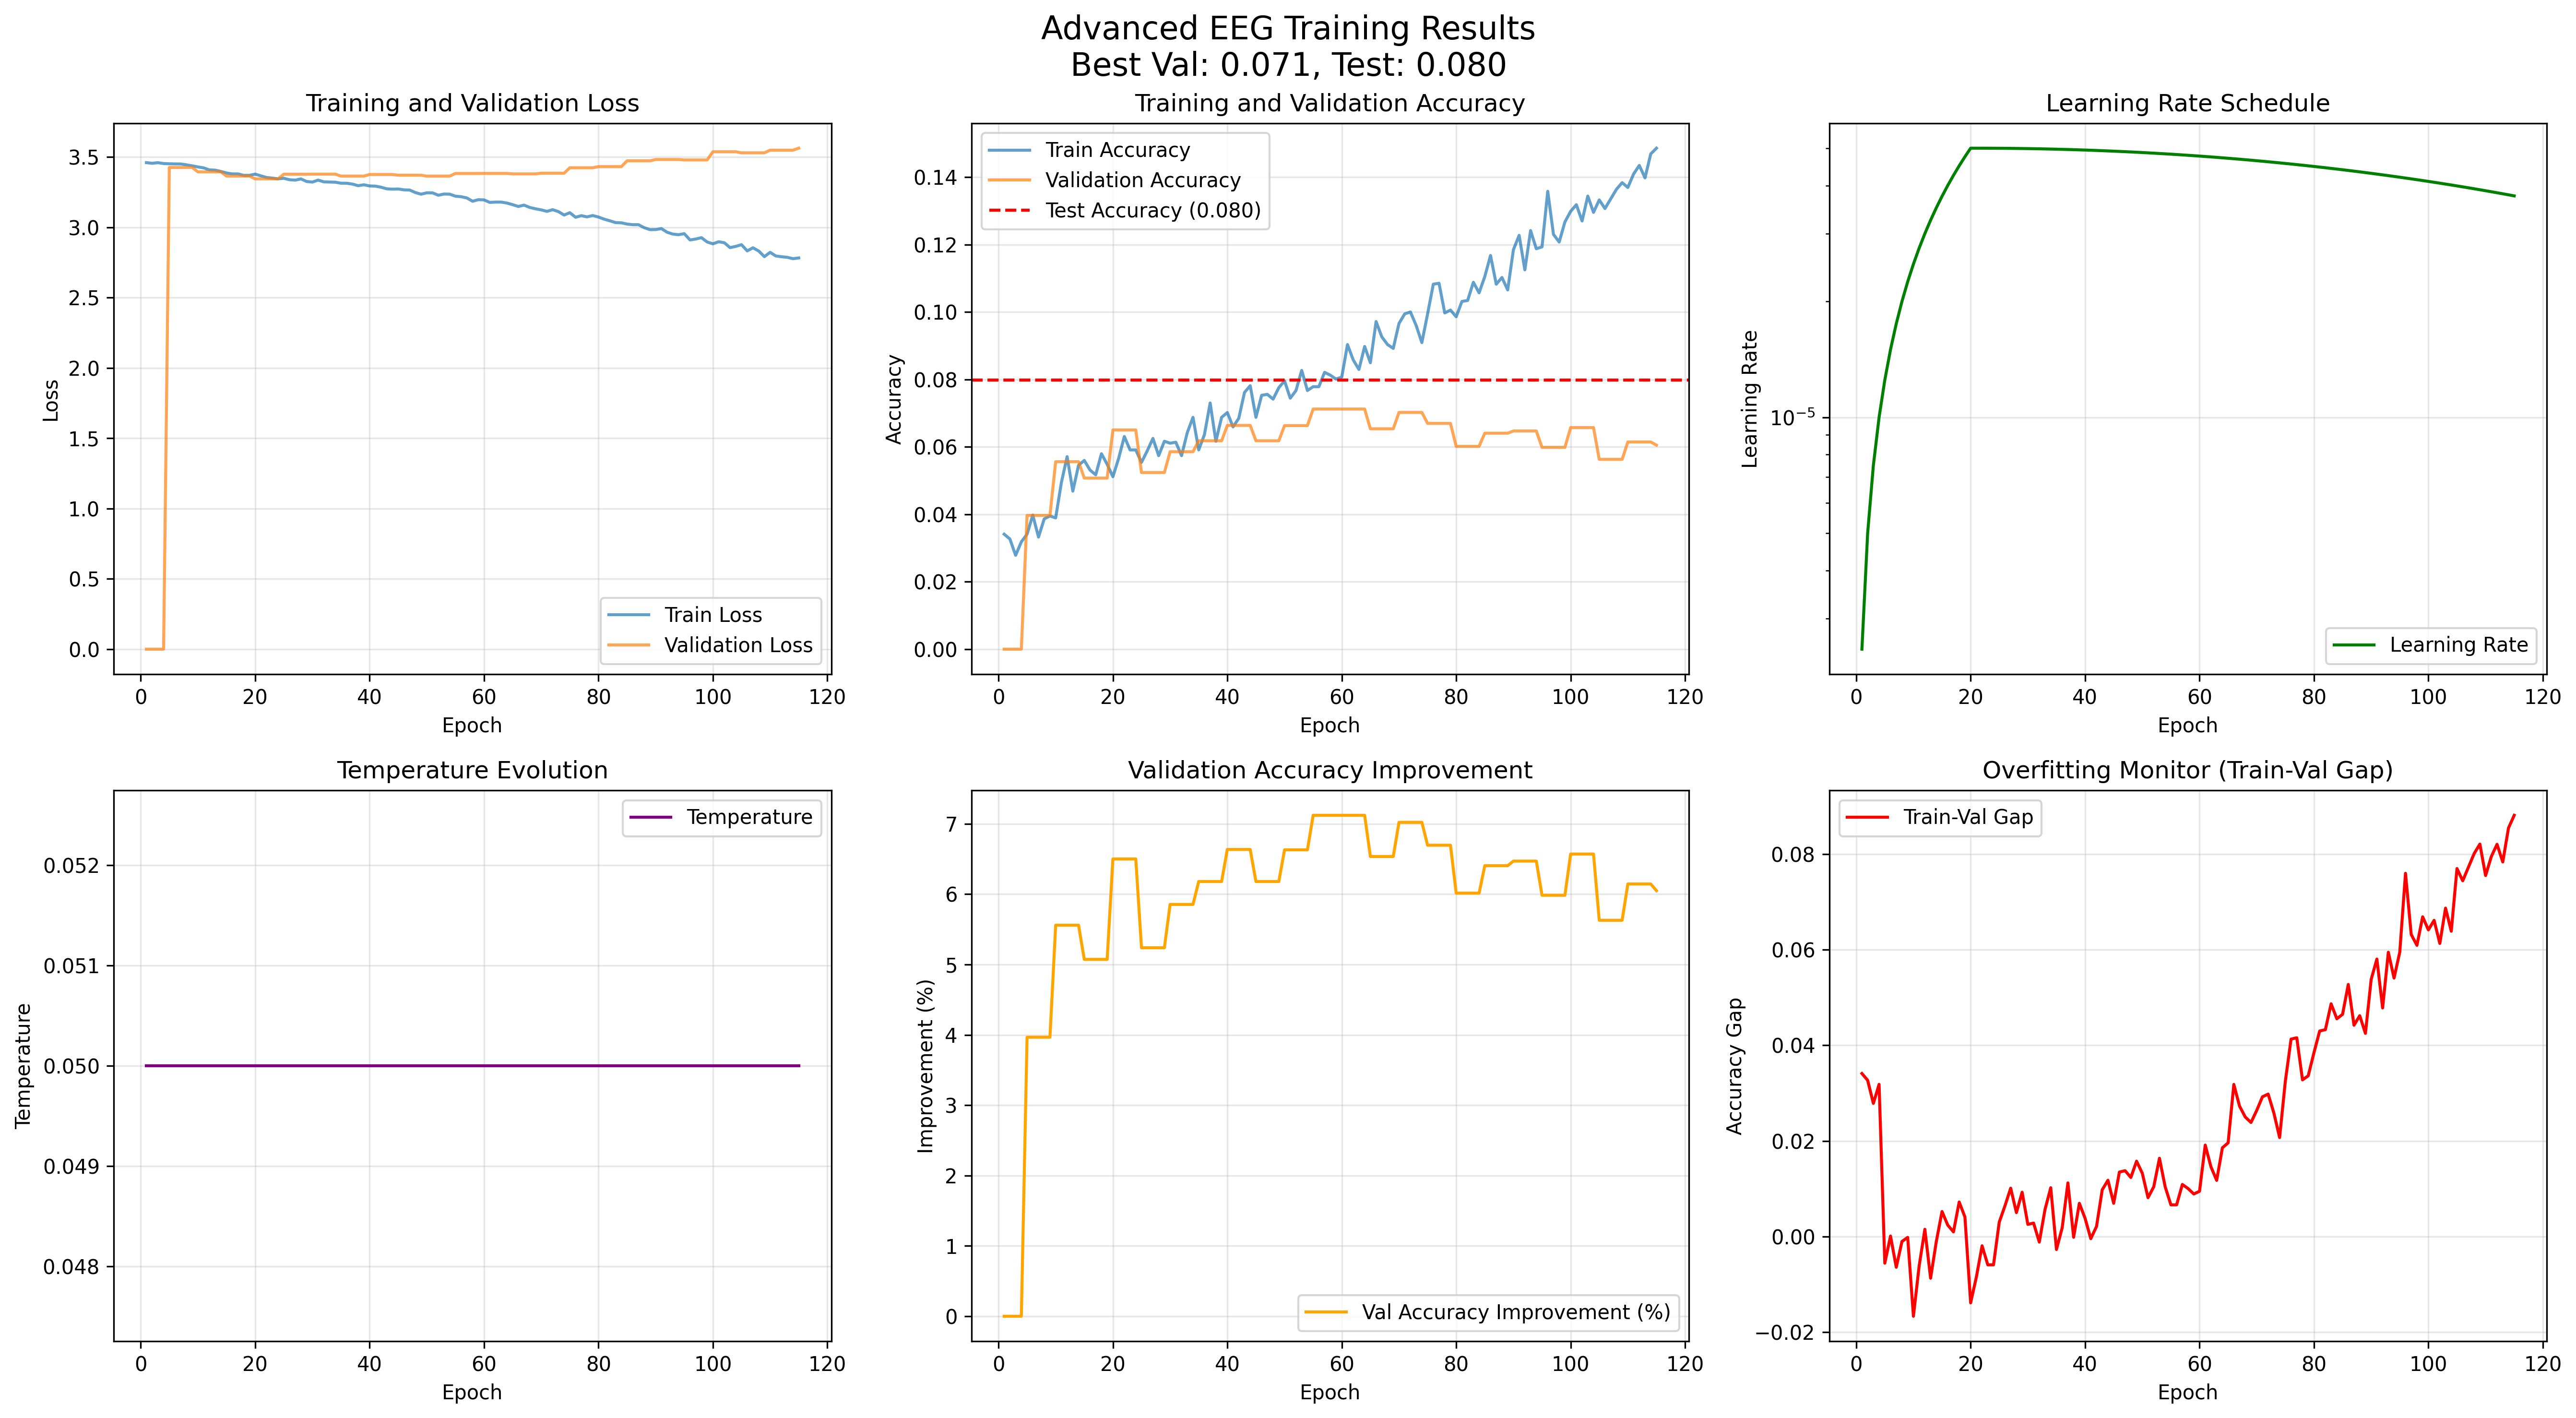 Advanced EEG Training Results
Best Val: 0.071, Test: 0.080
Training and Validation Loss
3.5
3.0
2.5
2.0
1.5
1.0
0.5
0.0
Loss
Train Loss
Validation Loss
0 20 40 60 80 100 120
Epoch
Training and Validation Accuracy
Train Accuracy
Validation Accuracy
Test Accuracy (0.080)
0.14
0.12
0.10
0.08
0.06
0.04
0.02
0.00
Accuracy
0 20 40 60 80 100 120
Epoch
Learning Rate Schedule
10⁻⁵
Learning Rate
Learning Rate
0 20 40 60 80 100 120
Epoch
Temperature Evolution
Temperature
0.052
0.051
0.050
0.049
0.048
Temperature
0 20 40 60 80 100 120
Epoch
Validation Accuracy Improvement
7
6
5
4
3
2
1
0
Improvement (%)
Val Accuracy Improvement (%)
0 20 40 60 80 100 120
Epoch
Overfitting Monitor (Train-Val Gap)
Train-Val Gap
0.08
0.06
0.04
0.02
0.00
−0.02
Accuracy Gap
0 20 40 60 80 100 120
Epoch